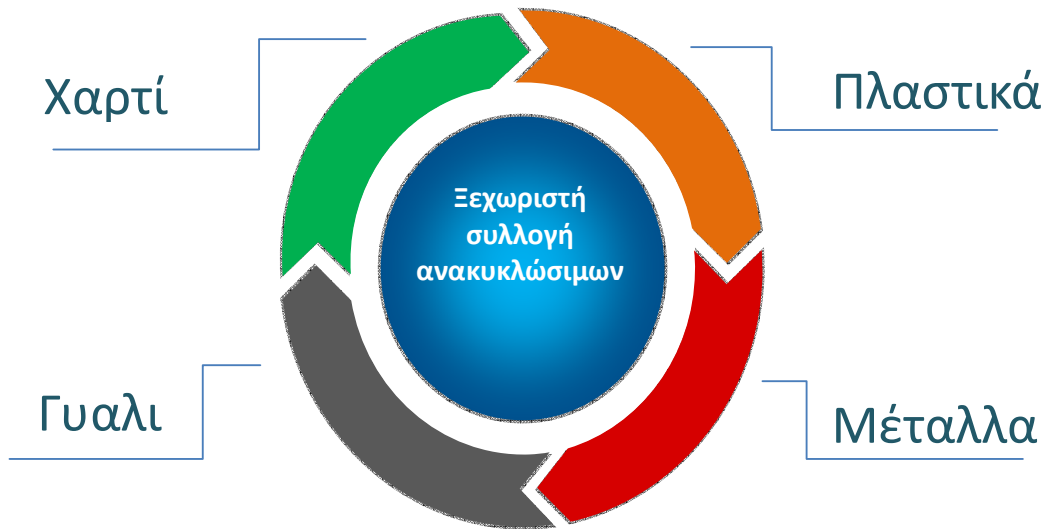 Χαρτί
Πλαστικά
Ξεχωριστή
συλλογή
ανακυκλώσιμων
Γυαλι
Μέταλλα